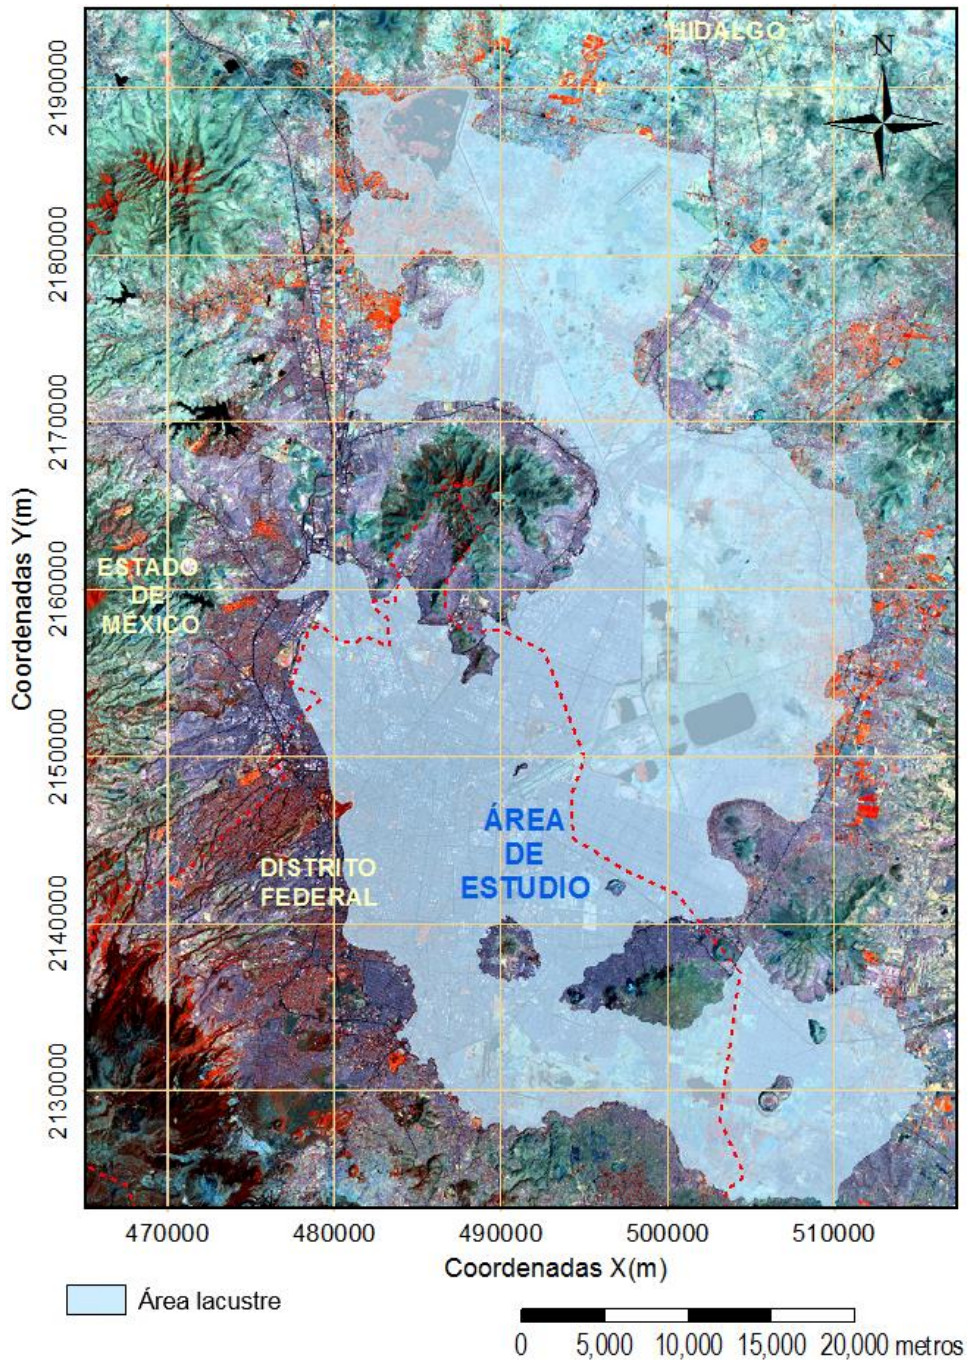 HIDALGO
N
2190000
2180000
2170000
2160000
2150000
2140000
2130000
Coordenadas Y(m)
ESTADO
DE
MÉXICO
DISTRITO
FEDERAL
ÁREA
DE
ESTUDIO
470000
480000
490000
500000
510000
Coordenadas X(m)
Área lacustre
0
5,000
10,000
15,000
20,000 metros